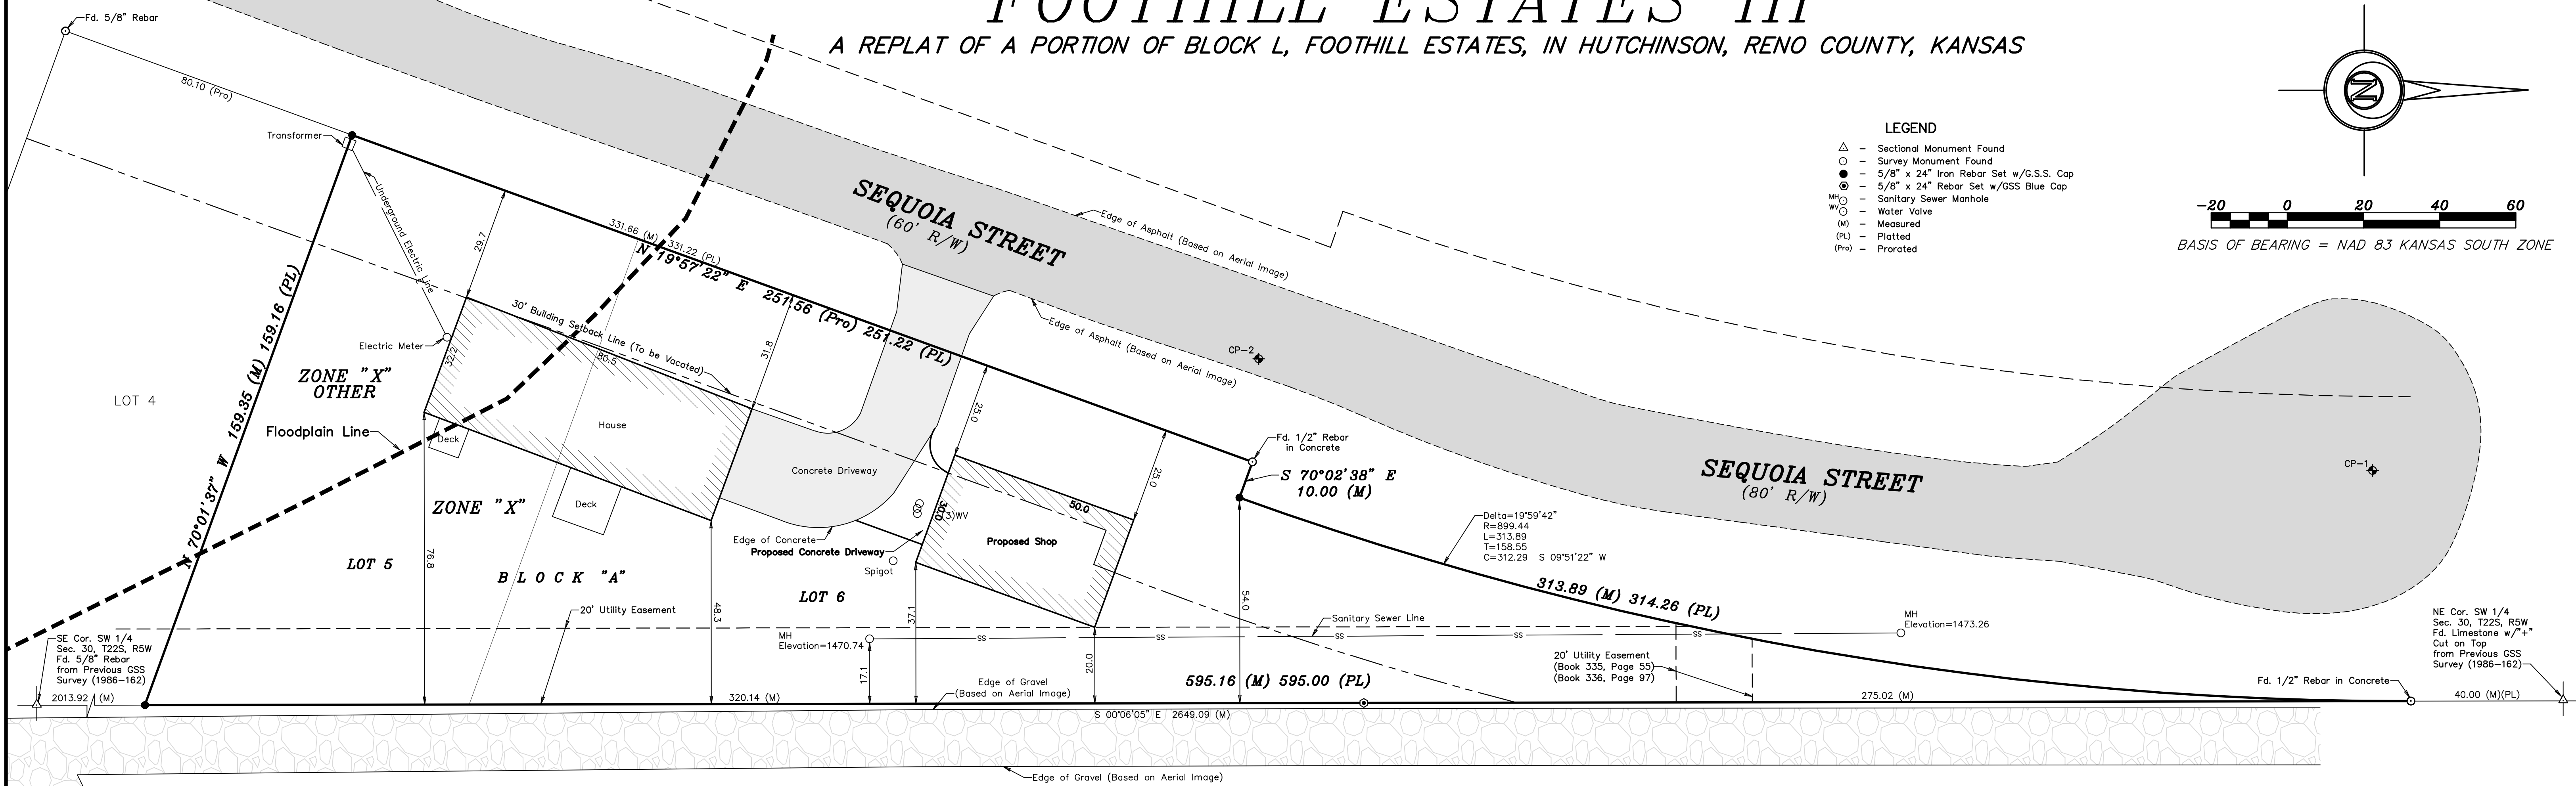 FOOTHILL ESTATES III
A REPLAT OF A PORTION OF BLOCK L, FOOTHILL ESTATES, IN HUTCHINSON, RENO COUNTY, KANSAS
N
LEGEND
△ – Sectional Monument Found
○ – Survey Monument Found
● – 5/8" x 24" Iron Rebar Set w/G.S.S. Cap
◉ – 5/8" x 24" Rebar Set w/GSS Blue Cap
MH○ – Sanitary Sewer Manhole
WV○ – Water Valve
(M) – Measured
(PL) – Platted
(Pro) – Prorated
-20 0 20 40 60
BASIS OF BEARING = NAD 83 KANSAS SOUTH ZONE
Fd. 5/8" Rebar
80.10 (Pro)
Transformer
Underground Electric Line
29.7
331.66 (M) 331.22 (PL)
N 19°57'22" E 251.56 (Pro) 251.22 (PL)
SEQUOIA STREET
(60' R/W)
Edge of Asphalt (Based on Aerial Image)
Edge of Asphalt (Based on Aerial Image)
30' Building Setback Line (To be Vacated)
Electric Meter
32.2
80.5
31.8
CP-2
ZONE "X"
OTHER
LOT 4
N 70°01'37" W 159.35 (M) 159.16 (PL)
Floodplain Line
Deck
House
Concrete Driveway
25.0
25.0
Fd. 1/2" Rebar
in Concrete
S 70°02'38" E
10.00 (M)
SEQUOIA STREET
(80' R/W)
CP-1
ZONE "X"
Deck
(3)WV
30.0
50.0
Proposed Shop
Edge of Concrete
Proposed Concrete Driveway
Spigot
Delta=19°59'42"
R=899.44
L=313.89
T=158.55
C=312.29 S 09°51'22" W
LOT 5
76.8
BLOCK "A"
LOT 6
48.3
37.1
54.0
313.89 (M) 314.26 (PL)
20' Utility Easement
Sanitary Sewer Line
SS SS SS SS SS
MH
Elevation=1470.74
MH
Elevation=1473.26
17.1
20.0
SE Cor. SW 1/4
Sec. 30, T22S, R5W
Fd. 5/8" Rebar
from Previous GSS
Survey (1986-162)
NE Cor. SW 1/4
Sec. 30, T22S, R5W
Fd. Limestone w/"+"
Cut on Top
from Previous GSS
Survey (1986-162)
20' Utility Easement
(Book 335, Page 55)
(Book 336, Page 97)
Edge of Gravel
(Based on Aerial Image)
595.16 (M) 595.00 (PL)
Fd. 1/2" Rebar in Concrete
2013.92 (M)
320.14 (M)
275.02 (M)
40.00 (M)(PL)
S 00°06'05" E 2649.09 (M)
Edge of Gravel (Based on Aerial Image)